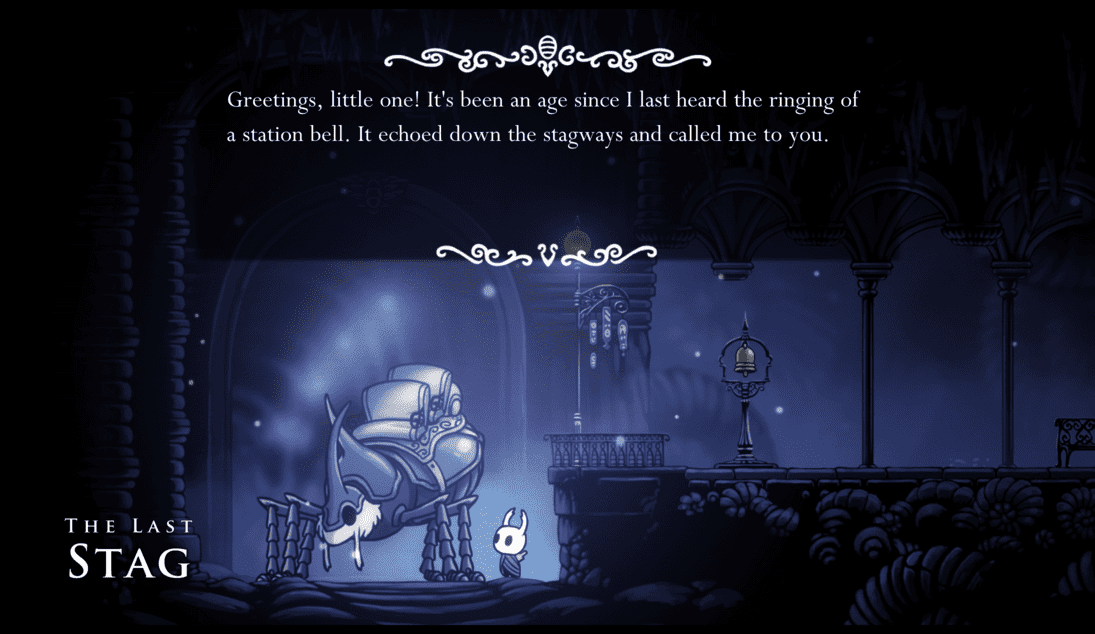 Greetings, little one! It's been an age since I last heard the ringing of
a station bell. It echoed down the stagways and called me to you.
The Last
Stag